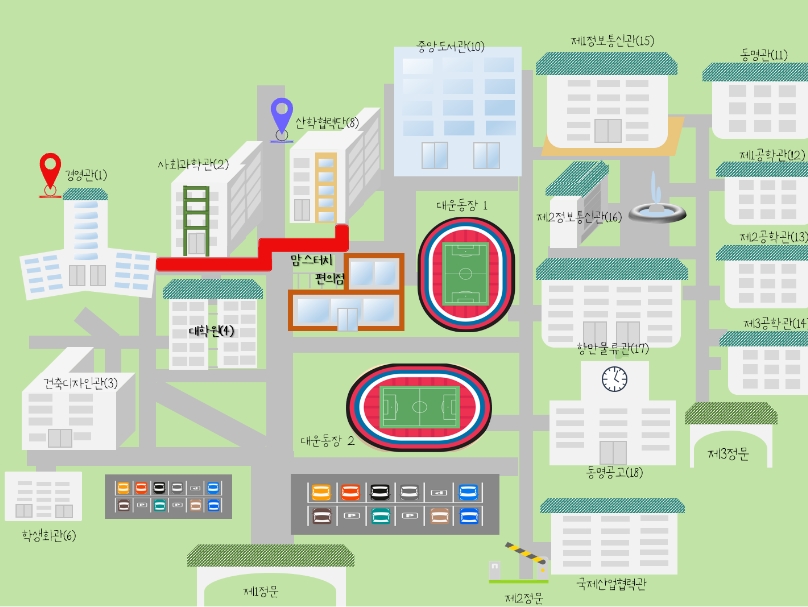 중앙도서관(10)
제1정보통신관(15)
동명관(11)
산학협력단(8)
사회과학관(2)
경영관(1)
제1공학관(12)
대운동장 1
제2정보통신관(16)
제2공학관(13)
맘스터치
편의점
대학원(4)
제3공학관(14)
항만물류관(17)
건축디자인관(3)
대운동장 2
제3정문
동명공고(18)
학생회관(6)
국제산업협력관
제1정문
제2정문